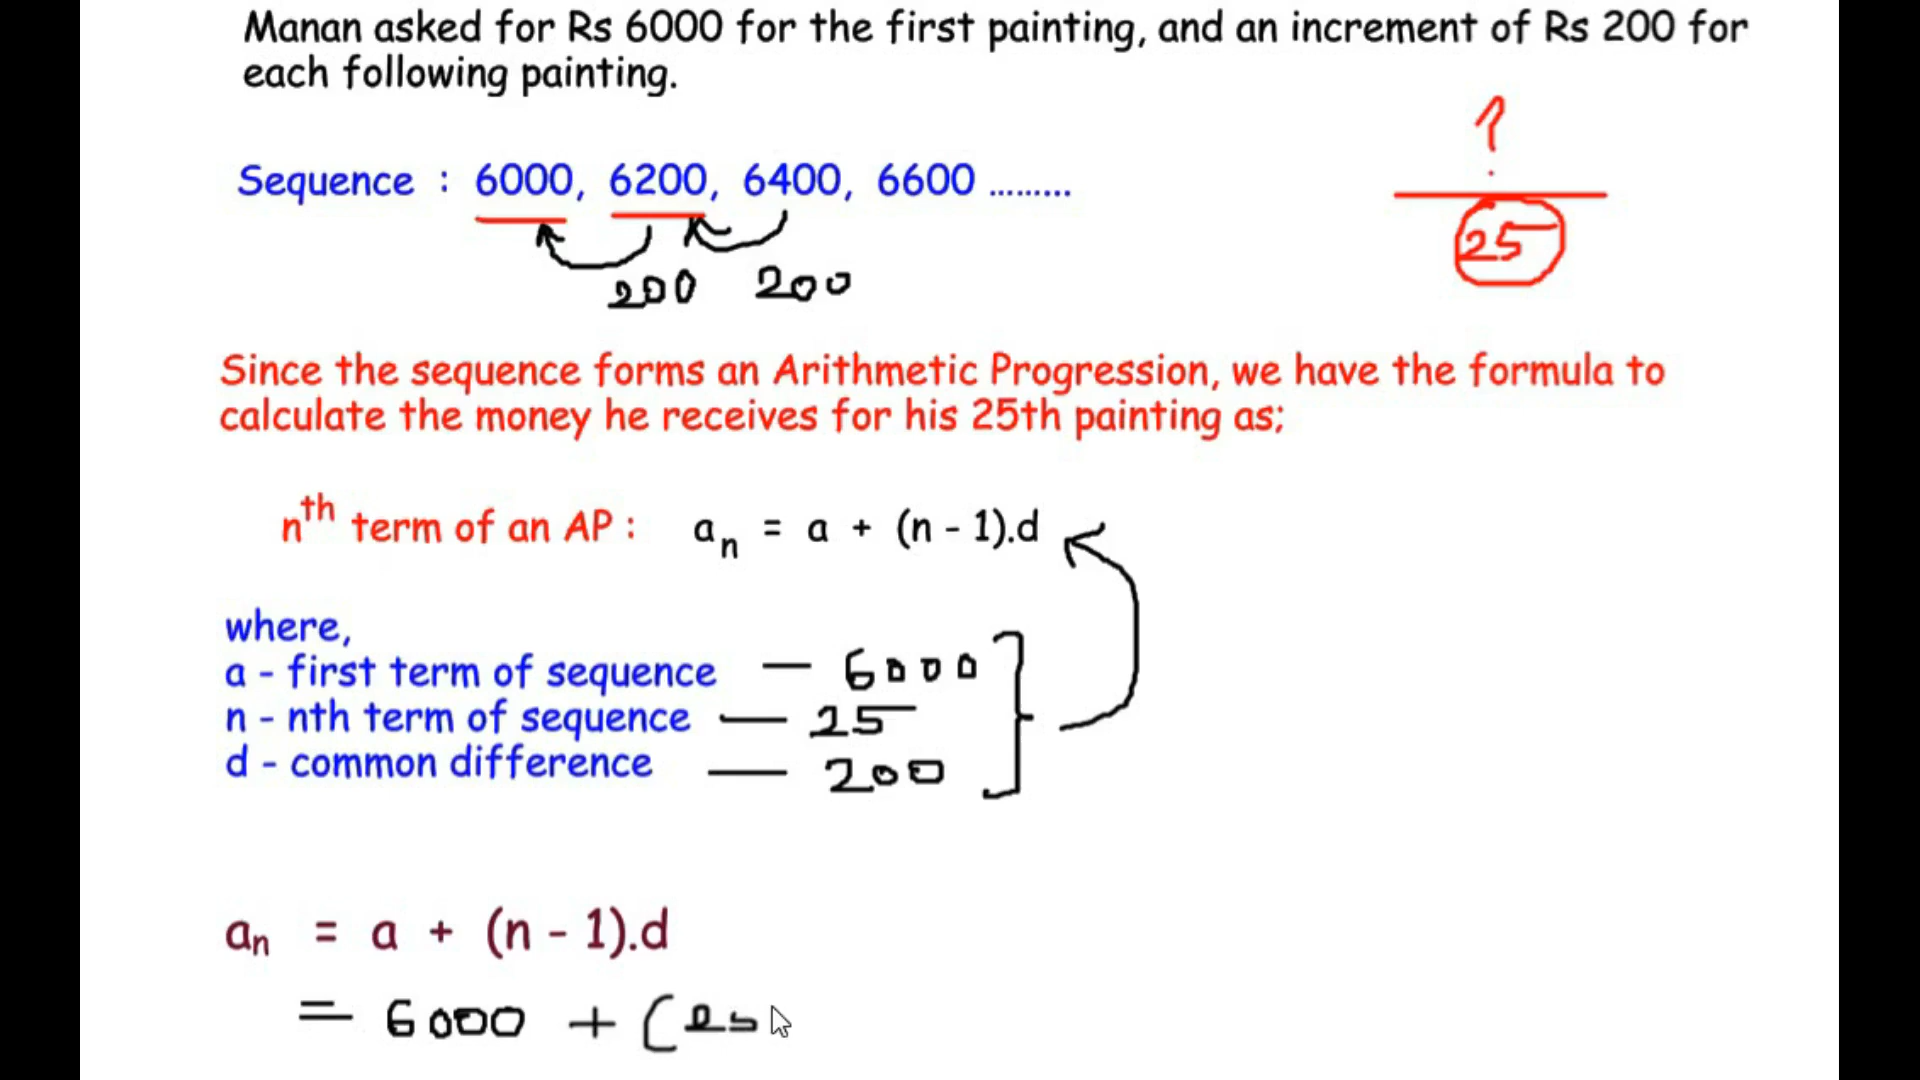 Manan asked for Rs 6000 for the first painting, and an increment of Rs 200 for
each following painting.
?
Sequence : 6000, 6200, 6400, 6600 .........
25
200 200
Since the sequence forms an Arithmetic Progression, we have the formula to
calculate the money he receives for his 25th painting as;
nth term of an AP : an = a + (n - 1).d
where,
a - first term of sequence — 6000
n - nth term of sequence — 25
d - common difference — 200
an = a + (n - 1).d
= 6000 + (25